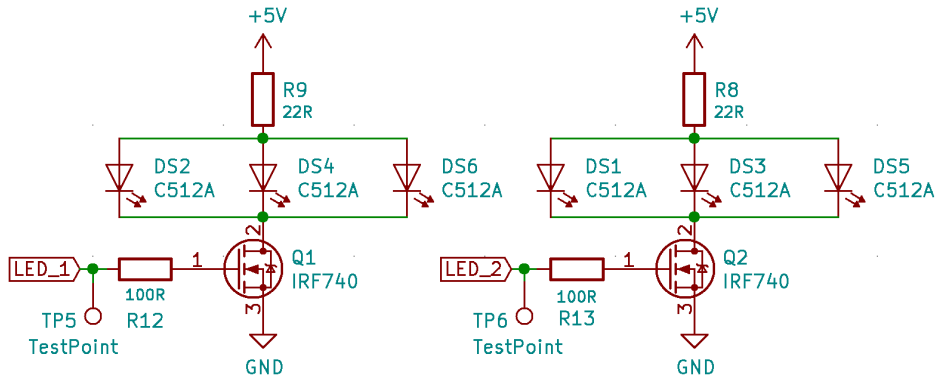 +5V
R9
22R
DS2
C512A
DS4
C512A
DS6
C512A
2
Q1
IRF740
LED_1
1
100R
R12
3
TP5
TestPoint
GND
+5V
R8
22R
DS1
C512A
DS3
C512A
DS5
C512A
2
Q2
IRF740
LED_2
1
100R
R13
3
TP6
TestPoint
GND